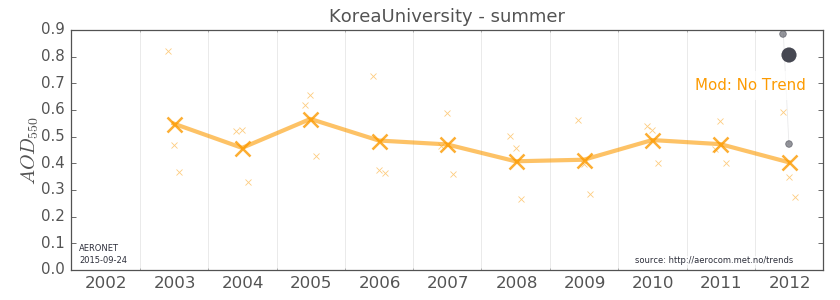 KoreaUniversity - summer
0.9
0.8
0.7
0.6
0.5
0.4
0.3
0.2
0.1
0.0
AOD550
Mod: No Trend
AERONET
2015-09-24
source: http://aerocom.met.no/trends
2002 2003 2004 2005 2006 2007 2008 2009 2010 2011 2012